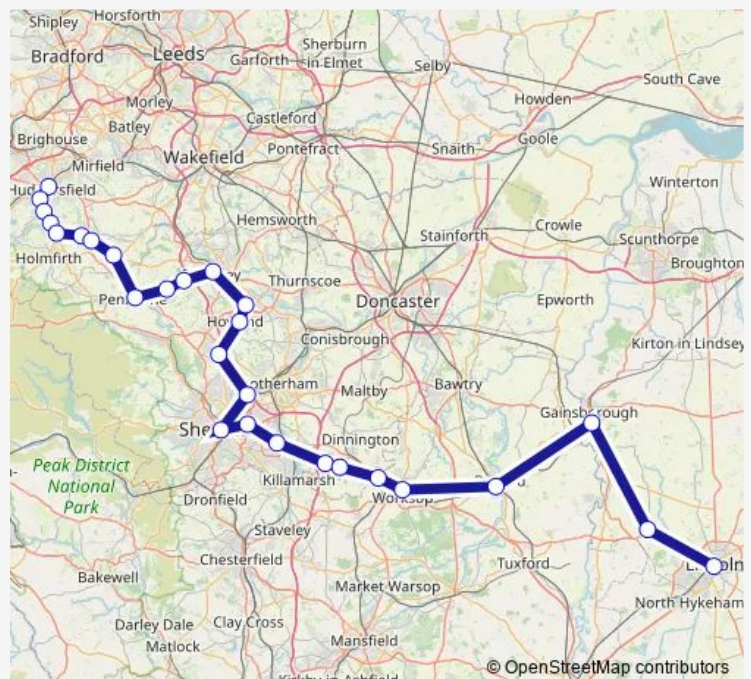 Horsforth
Shipley
Bradford
Leeds
Garforth
Sherburn
in Elmet
Selby
South Cave
Morley
Howden
Batley
Castleford
Brighouse
Goole
Wakefield
Pontefract
Snaith
Mirfield
Winterton
Hemsworth
Crowle
Stainforth
Scunthorpe
Holmfirth
Broughton
Thurnscoe
Doncaster
Epworth
Conisbrough
Kirton in Lindsey
Maltby
Bawtry
Gainsborough
Dinnington
Peak District
National
Park
Killamarsh
Dronfield
Staveley
Chesterfield
Tuxford
Bakewell
Market Warsop
North Hykeham
Darley Dale
Clay Cross
Matlock
Mansfield
Kirkby in Ashfield
© OpenStreetMap contributors